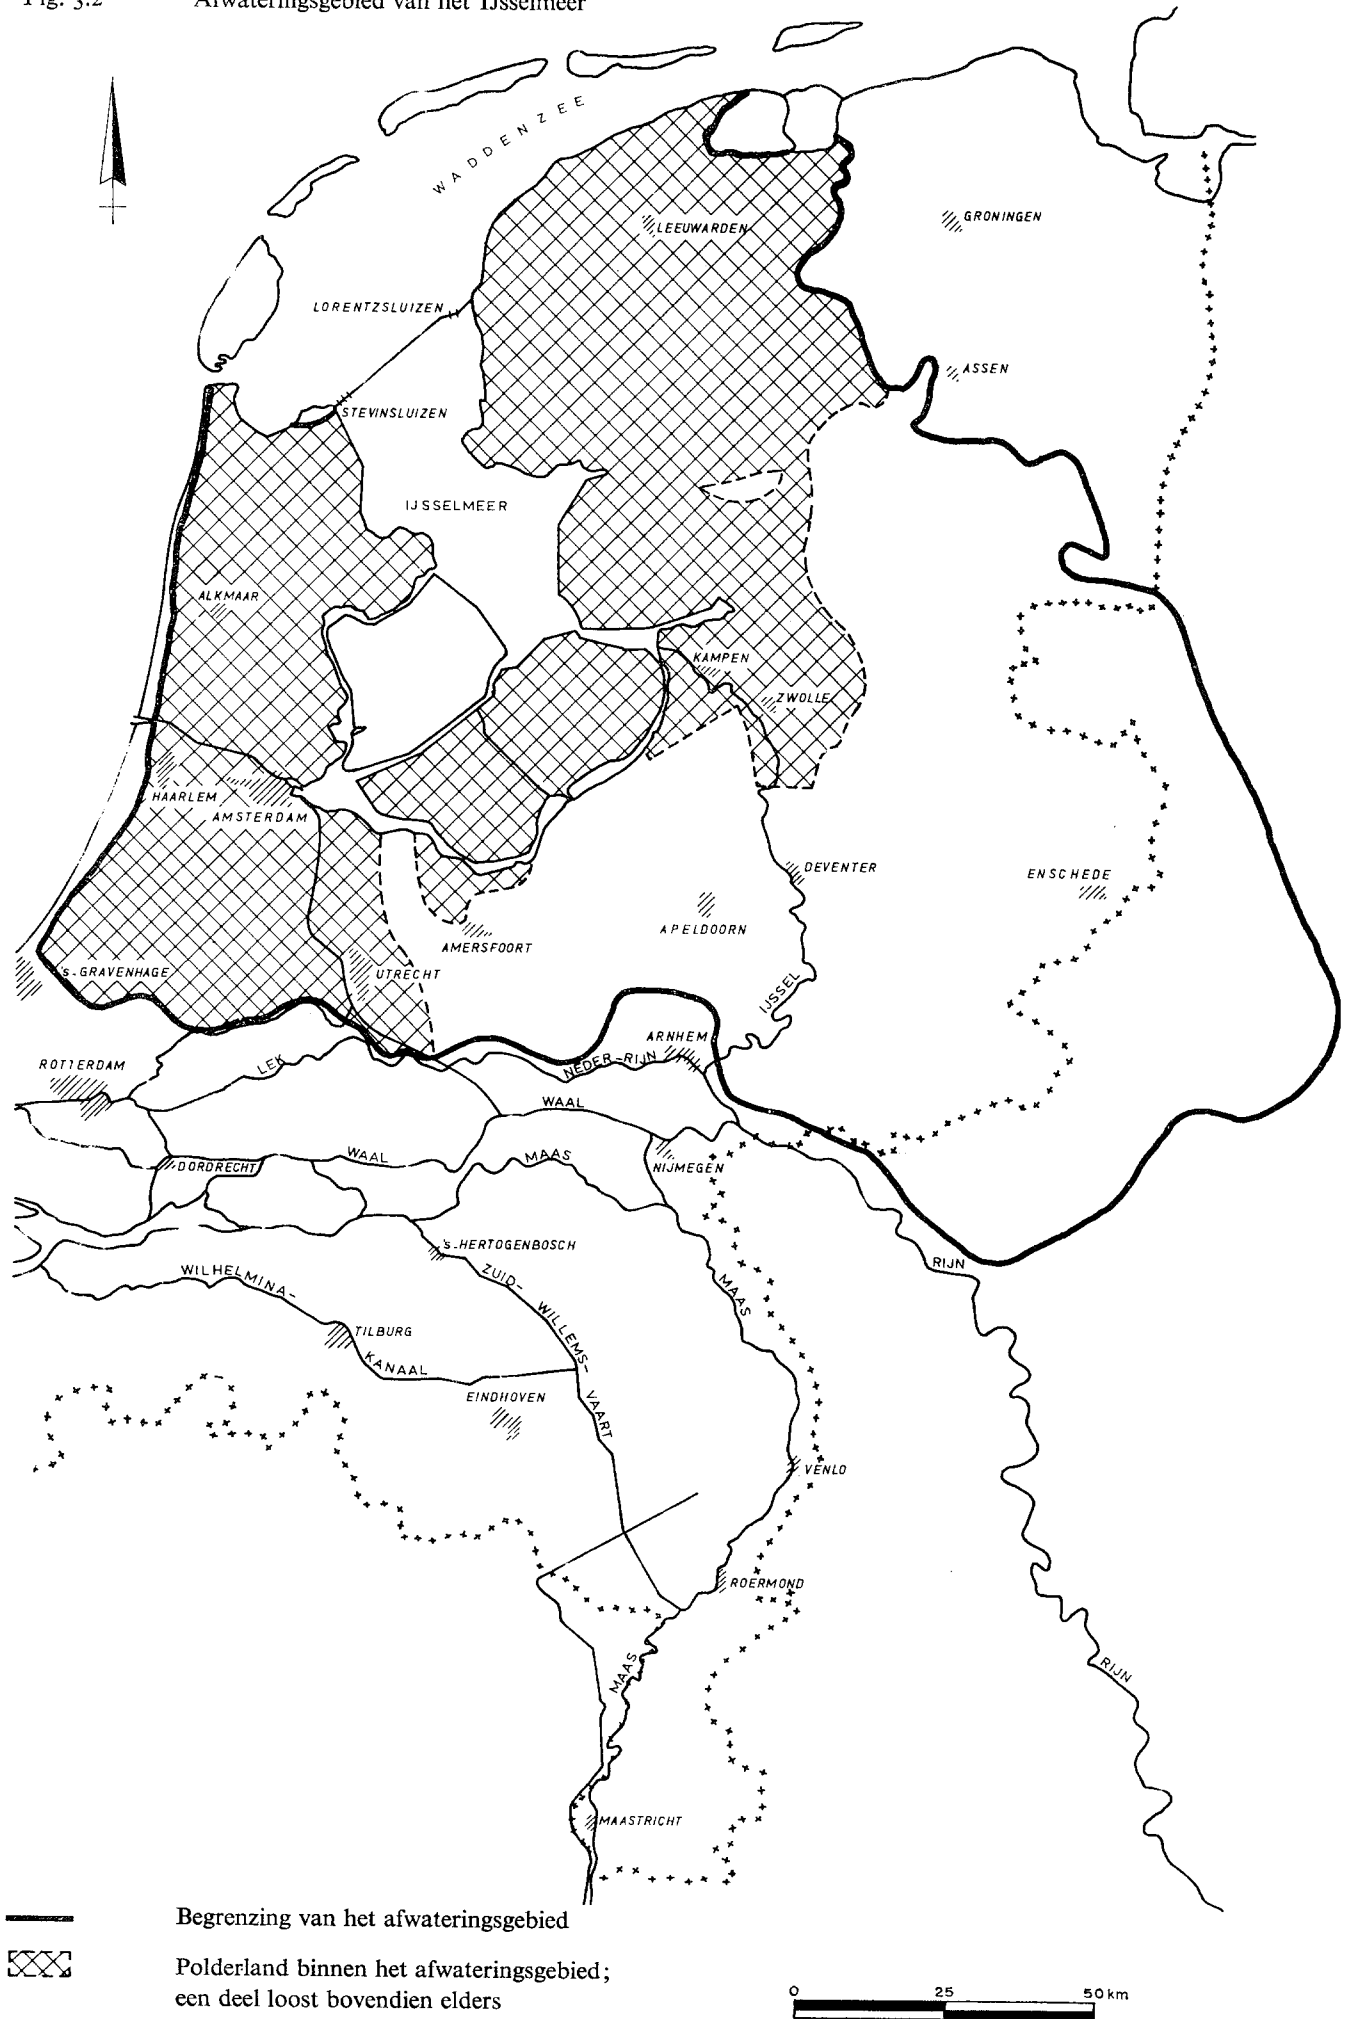 Fig. 3.2 Afwateringsgebied van het IJsselmeer
WADDENZEE
LEEUWARDEN
GRONINGEN
LORENTZSLUIZEN
ASSEN
STEVINSLUIZEN
IJSSELMEER
ALKMAAR
KAMPEN
ZWOLLE
HAARLEM
AMSTERDAM
DEVENTER
ENSCHEDE
APELDOORN
AMERSFOORT
's-GRAVENHAGE
UTRECHT
IJSSEL
ARNHEM
ROTTERDAM
LEK
NEDER-RIJN
WAAL
WAAL
MAAS
DORDRECHT
NIJMEGEN
's-HERTOGENBOSCH
RIJN
WILHELMINA-
ZUID-
MAAS
WILLEMS-
TILBURG
KANAAL
EINDHOVEN
VAART
VENLO
ROERMOND
MAAS
RIJN
MAASTRICHT
Begrenzing van het afwateringsgebied
Polderland binnen het afwateringsgebied;
een deel loost bovendien elders
0 25 50 km